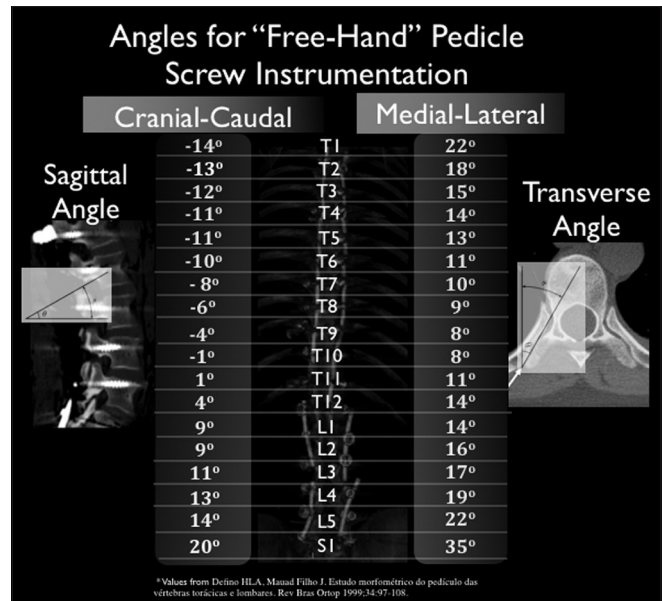 Angles for “Free-Hand” Pedicle
Screw Instrumentation
Cranial-Caudal Medial-Lateral
Sagittal
Angle
Transverse
Angle
-14º T1 22º
-13º T2 18º
-12º T3 15º
-11º T4 14º
-11º T5 13º
-10º T6 11º
- 8º T7 10º
-6º T8 9º
-4º T9 8º
-1º T10 8º
1º T11 11º
4º T12 14º
9º L1 14º
9º L2 16º
11º L3 17º
13º L4 19º
14º L5 22º
20º S1 35º
*Values from Defino HLA, Mauad Filho J. Estudo morfométrico do pedículo das
vértebras torácicas e lombares. Rev Bras Ortop 1999;34:97-108.